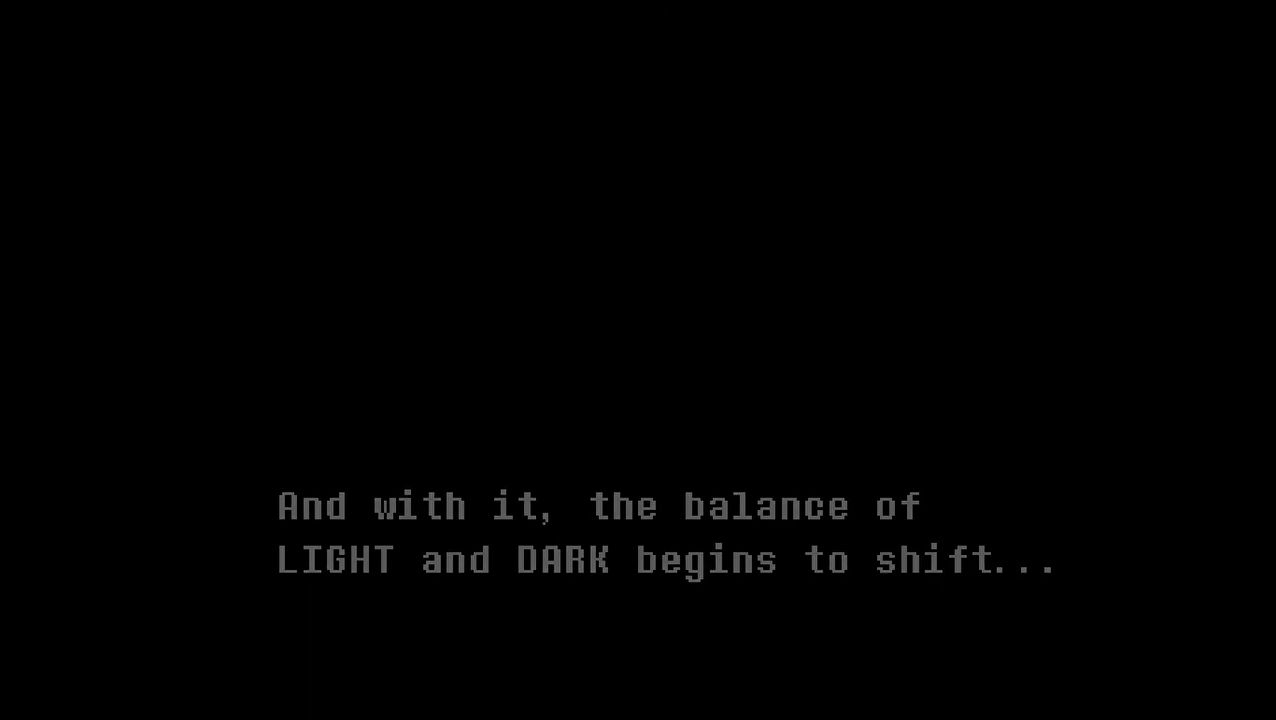 And with it, the balance of
LIGHT and DARK begins to shift...